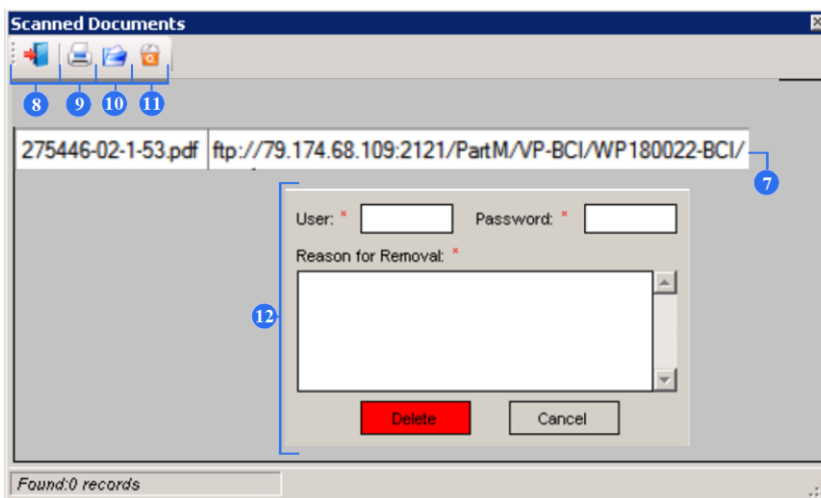 Scanned Documents
8 9 10 11
275446-02-1-53.pdf ftp://79.174.68.109:2121/PartM/VP-BCI/WP180022-BCI/
7
User: * Password: *
Reason for Removal: *
12
Delete Cancel
Found:0 records